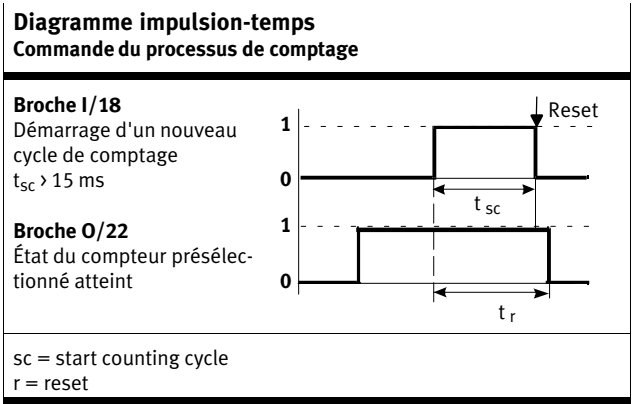 Diagramme impulsion-temps
Commande du processus de comptage
Broche I/18
Démarrage d'un nouveau
cycle de comptage
tsc > 15 ms
1
0
Reset
t sc
Broche O/22
État du compteur présélec-
tionné atteint
1
0
t r
sc = start counting cycle
r = reset